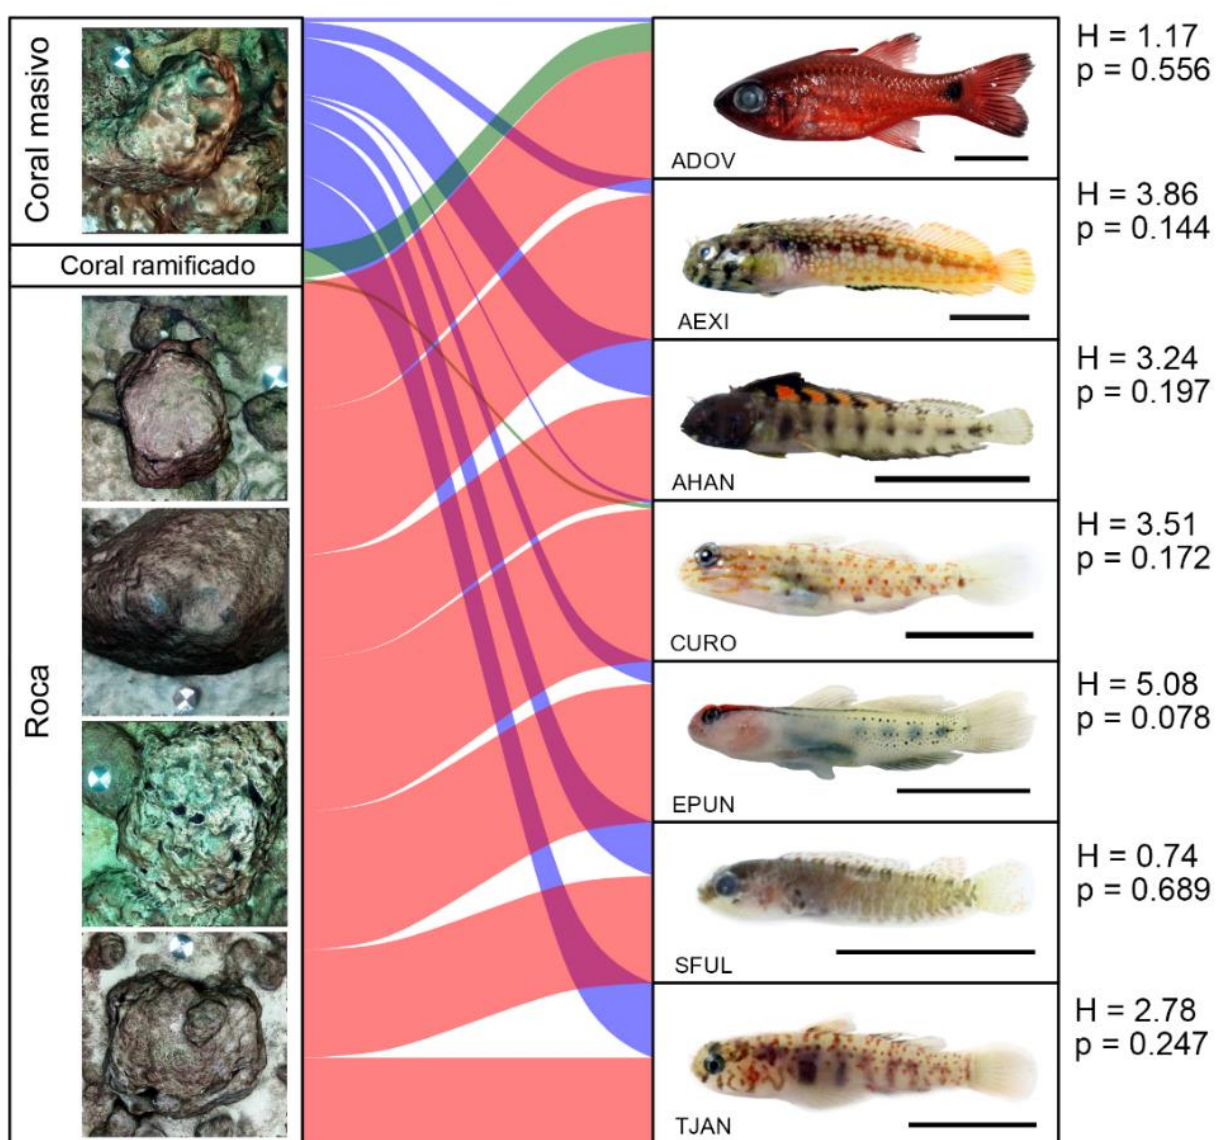 Coral masivo
Coral ramificado
Roca
ADOV
H = 1.17
p = 0.556
AEXI
H = 3.86
p = 0.144
AHAN
H = 3.24
p = 0.197
CURO
H = 3.51
p = 0.172
EPUN
H = 5.08
p = 0.078
SFUL
H = 0.74
p = 0.689
TJAN
H = 2.78
p = 0.247